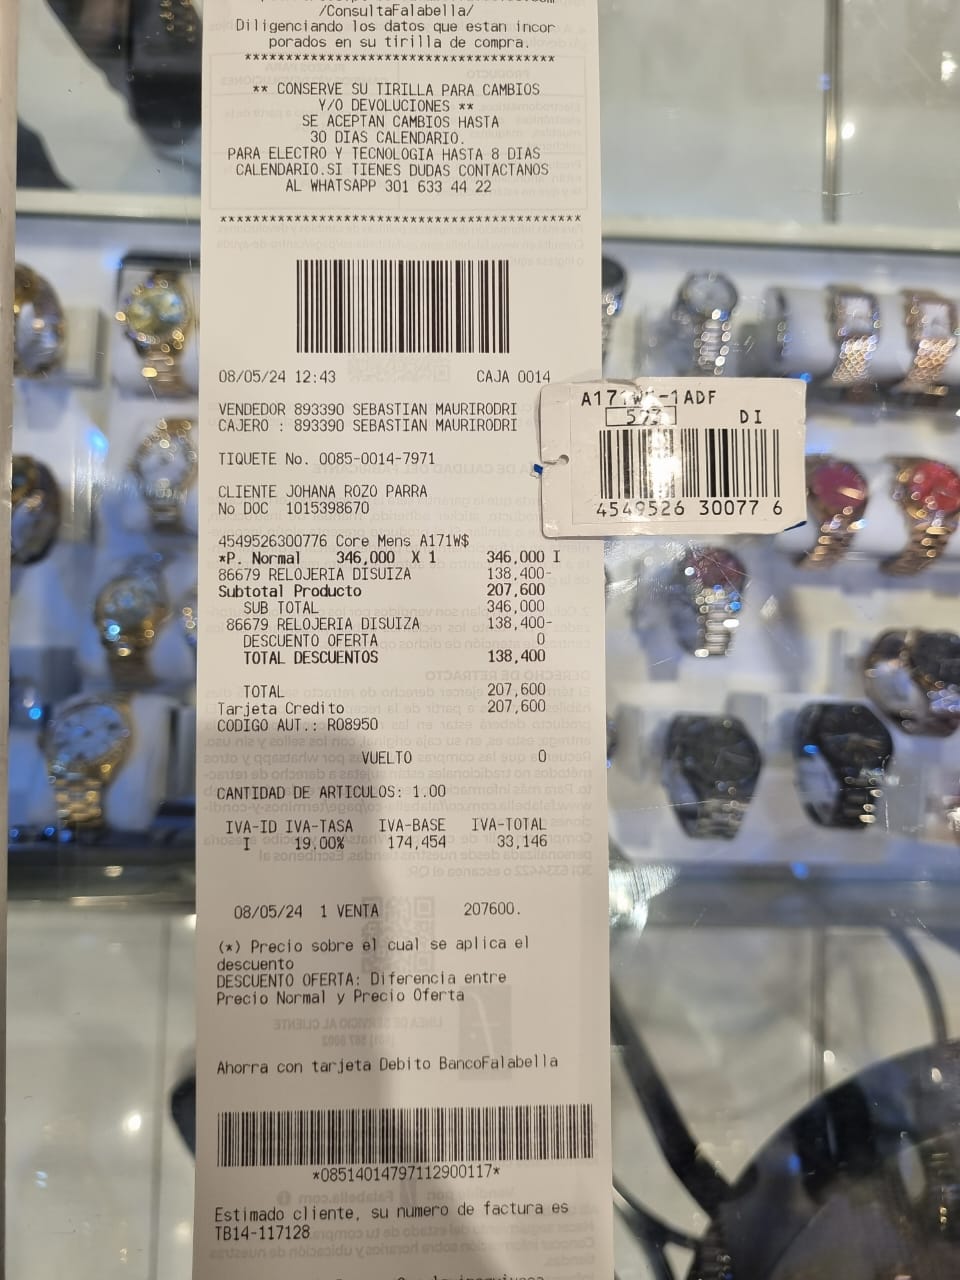 /ConsultaFalabella/
Diligenciando los datos que estan incor
porados en su tirilla de compra.
****************************************
** CONSERVE SU TIRILLA PARA CAMBIOS
Y/O DEVOLUCIONES **
SE ACEPTAN CAMBIOS HASTA
30 DIAS CALENDARIO.
PARA ELECTRO Y TECNOLOGIA HASTA 8 DIAS
CALENDARIO.SI TIENES DUDAS CONTACTANOS
AL WHATSAPP 301 633 44 22
****************************************
08/05/24 12:43 CAJA 0014
VENDEDOR 893390 SEBASTIAN MAURIRODRI
CAJERO : 893390 SEBASTIAN MAURIRODRI
TIQUETE No. 0085-0014-7971
CLIENTE JOHANA ROZO PARRA
No DOC 1015398670
4549526300776 Core Mens A171W$
*P. Normal 346,000 X 1 346,000 I
86679 RELOJERIA DISUIZA 138,400-
Subtotal Producto 207,600
SUB TOTAL 346,000
86679 RELOJERIA DISUIZA 138,400-
DESCUENTO OFERTA 0
TOTAL DESCUENTOS 138,400
TOTAL 207,600
Tarjeta Credito 207,600
CODIGO AUT.: R08950
VUELTO 0
CANTIDAD DE ARTICULOS: 1.00
IVA-ID IVA-TASA IVA-BASE IVA-TOTAL
I 19,00% 174,454 33,146
08/05/24 1 VENTA 207600.
(*) Precio sobre el cual se aplica el
descuento
DESCUENTO OFERTA: Diferencia entre
Precio Normal y Precio Oferta
Ahorra con tarjeta Debito BancoFalabella
*08514014797112900117*
Estimado cliente, su numero de factura es
TB14-117128
DI
4549526 30077 6